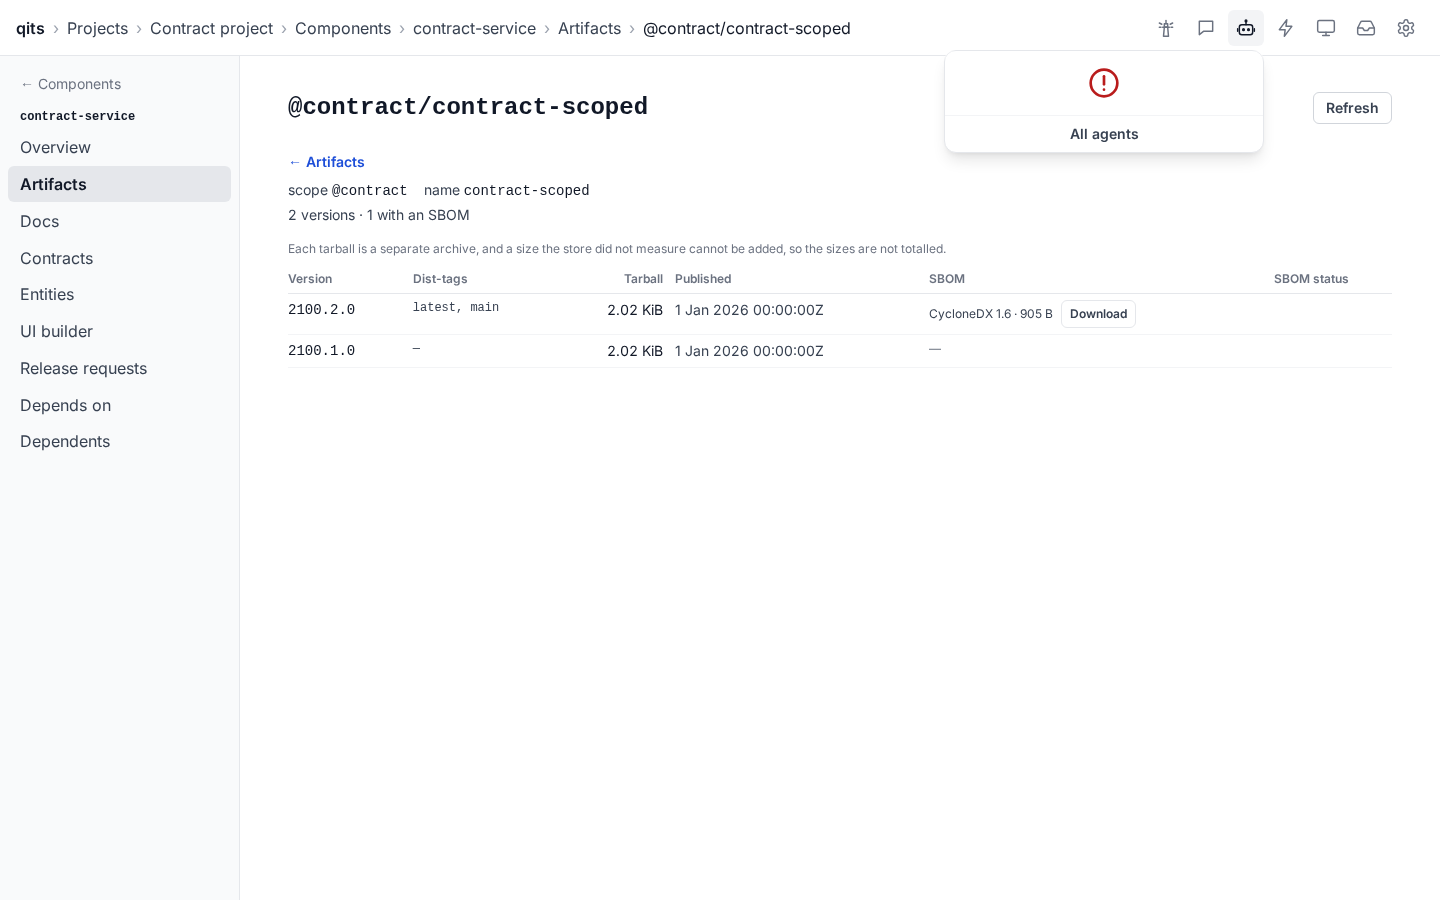 qits › Projects › Contract project › Components › contract-service › Artifacts › @contract/contract-scoped
← Components
contract-service
Overview
Artifacts
Docs
Contracts
Entities
UI builder
Release requests
Depends on
Dependents
All agents
@contract/contract-scoped
Refresh
← Artifacts
scope @contract name contract-scoped
2 versions · 1 with an SBOM
Each tarball is a separate archive, and a size the store did not measure cannot be added, so the sizes are not totalled.
Version Dist-tags Tarball Published SBOM SBOM status
2100.2.0 latest, main 2.02 KiB 1 Jan 2026 00:00:00Z CycloneDX 1.6 · 905 B Download
2100.1.0 — 2.02 KiB 1 Jan 2026 00:00:00Z —